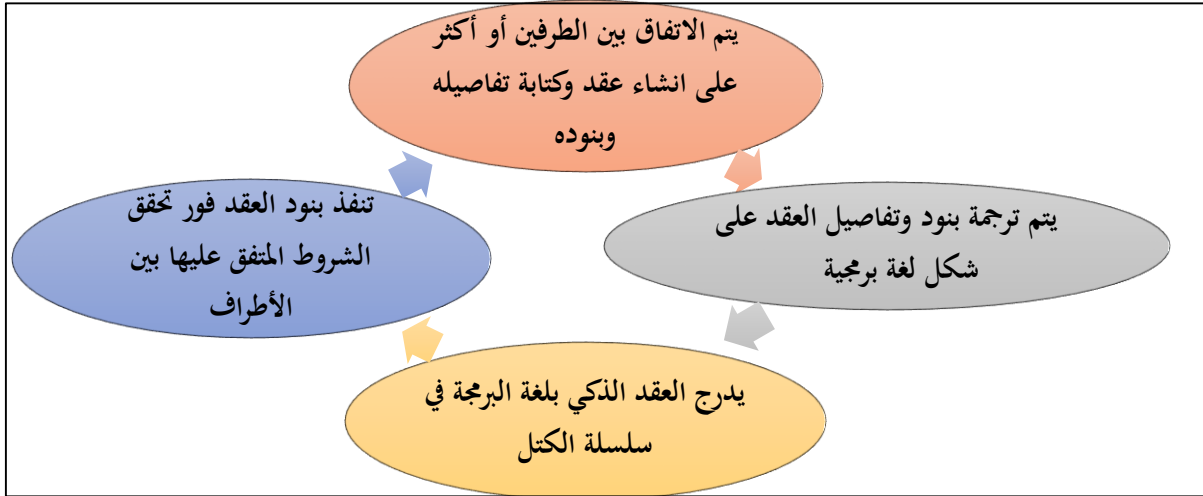 يتم الاتفاق بين الطرفين أو أكثر
على انشاء عقد وكتابة تفاصيله
وبنوده
يتم ترجمة بنود وتفاصيل العقد على
شكل لغة برمجية
يدرج العقد الذكي بلغة البرمجة في
سلسلة الكتل
تنفذ بنود العقد فور تحقق
الشروط المتفق عليها بين
الأطراف